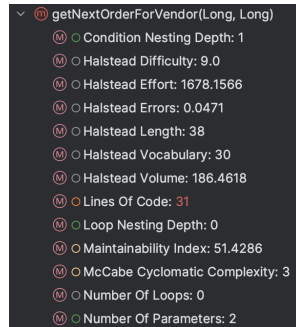 getNextOrderForVendor(Long, Long)
Condition Nesting Depth: 1
Halstead Difficulty: 9.0
Halstead Effort: 1678.1566
Halstead Errors: 0.0471
Halstead Length: 38
Halstead Vocabulary: 30
Halstead Volume: 186.4618
Lines Of Code: 31
Loop Nesting Depth: 0
Maintainability Index: 51.4286
McCabe Cyclomatic Complexity: 3
Number Of Loops: 0
Number Of Parameters: 2